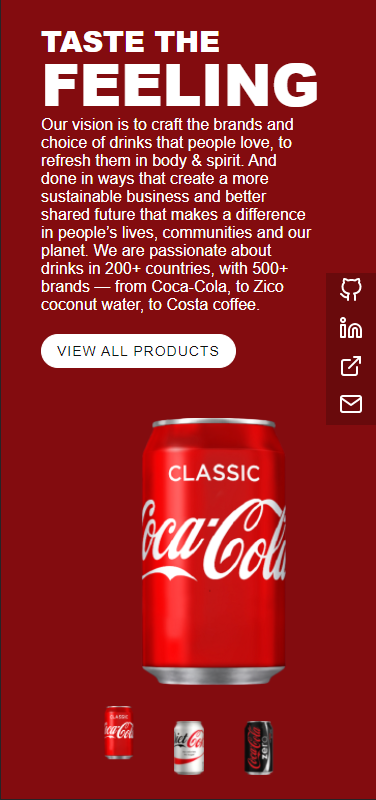 TASTE THE
FEELING
Our vision is to craft the brands and
choice of drinks that people love, to
refresh them in body & spirit. And
done in ways that create a more
sustainable business and better
shared future that makes a difference
in people's lives, communities and our
planet. We are passionate about
drinks in 200+ countries, with 500+
brands — from Coca-Cola, to Zico
coconut water, to Costa coffee.
VIEW ALL PRODUCTS
in
CLASSIC
Coca-Cola
CLASSIC
Coca-Cola
iet Co
Coca-Cola
zero